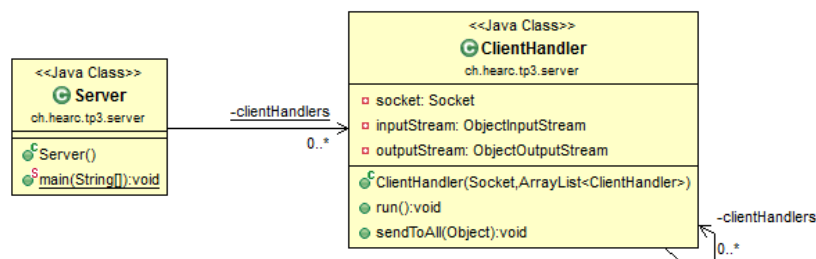 <<Java Class>>
Server
ch.hearc.tp3.server
Server()
main(String[]):void
-clientHandlers
0..*
<<Java Class>>
ClientHandler
ch.hearc.tp3.server
socket: Socket
inputStream: ObjectInputStream
outputStream: ObjectOutputStream
ClientHandler(Socket,ArrayList<ClientHandler>)
run():void
sendToAll(Object):void
-clientHandlers
0..*